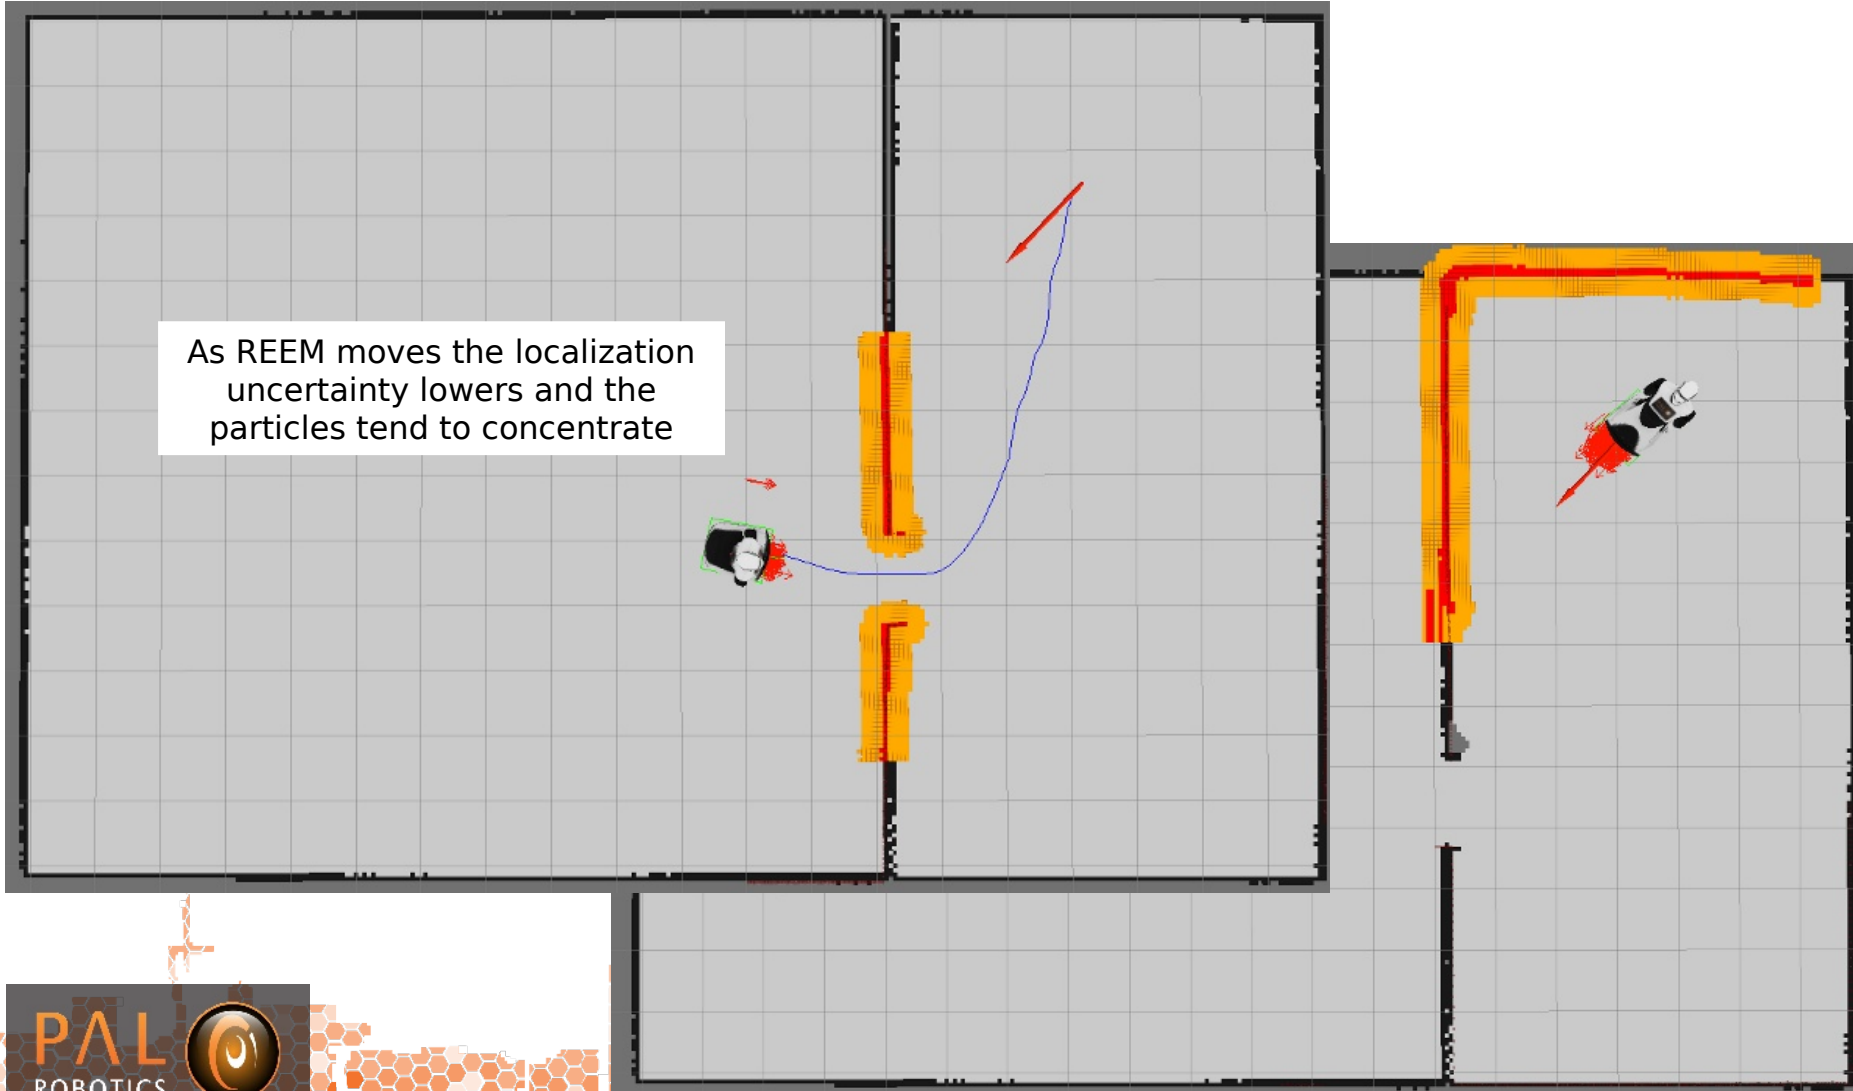 As REEM moves the localization
uncertainty lowers and the
particles tend to concentrate
PAL
ROBOTICS